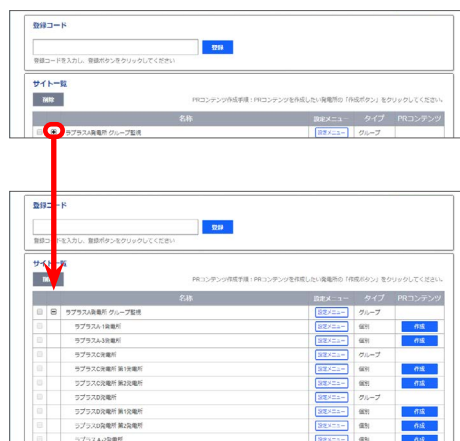 登録コード
登録
登録コードを入力し、登録ボタンをクリックしてください
サイト一覧
削除
PRコンテンツ作成手順：PRコンテンツを作成したい発電所の「作成ボタン」をクリックしてください。
名称 設定メニュー タイプ PRコンテンツ
ラプラスA発電所 グループ監視 設定メニュー グループ
登録コード
登録
登録コードを入力し、登録ボタンをクリックしてください
サイト一覧
PRコンテンツ作成手順：PRコンテンツを作成したい発電所の「作成ボタン」をクリックしてください。
名称 設定メニュー タイプ PRコンテンツ
ラプラスA発電所 グループ監視 設定メニュー グループ
ラプラスA-1発電所 設定メニュー 個別 作成
ラプラスA-3発電所 設定メニュー 個別 作成
ラプラスC発電所 設定メニュー グループ
ラプラスC発電所 第1発電所 設定メニュー 個別 作成
ラプラスC発電所 第2発電所 設定メニュー 個別 作成
ラプラスD発電所 設定メニュー グループ
ラプラスD発電所 第1発電所 設定メニュー 個別 作成
ラプラスD発電所 第2発電所 設定メニュー 個別 作成
ラプラスA-2発電所 設定メニュー 個別 作成